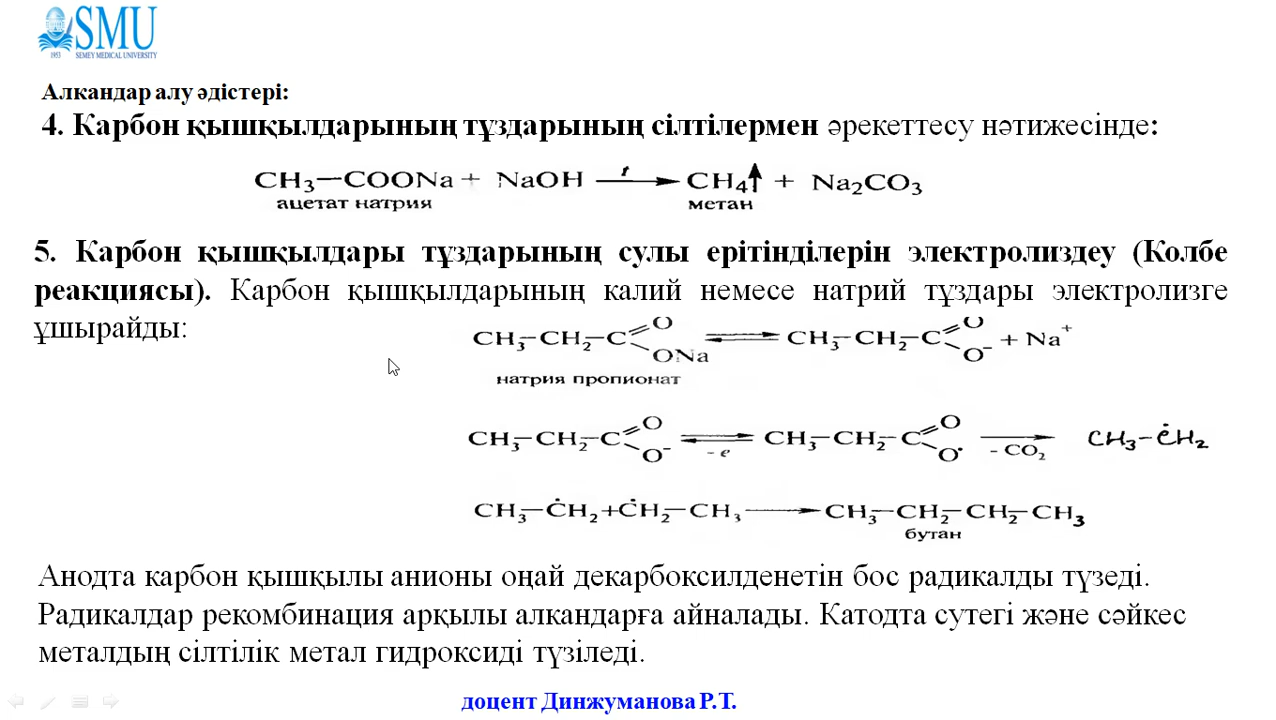 SMU
1953 SEMEY MEDICAL UNIVERSITY
Алкандар алу әдістері:
4. Карбон қышқылдарының тұздарының сілтілермен әрекеттесу нәтижесінде:
CH₃—COONa + NaOH —t→ CH₄↑ + Na₂CO₃
ацетат натрия метан
5. Карбон қышқылдары тұздарының сулы ерітінділерін электролиздеу (Колбе
реакциясы). Карбон қышқылдарының калий немесе натрий тұздары электролизге
ұшырайды:
O O
CH₃—CH₂—C ⇌ CH₃—CH₂—C + Na⁺
ONa O⁻
натрия пропионат
O O
CH₃—CH₂—C ⇌ CH₃—CH₂—C → CH₃—ĊH₂
O⁻ - e O· - CO₂
CH₃—ĊH₂+ĊH₂—CH₃ → CH₃—CH₂—CH₂—CH₃
бутан
Анодта карбон қышқылы анионы оңай декарбоксилденетін бос радикалды түзеді.
Радикалдар рекомбинация арқылы алкандарға айналады. Катодта сутегі және сәйкес
металдың сілтілік метал гидроксиді түзіледі.
доцент Динжуманова Р.Т.